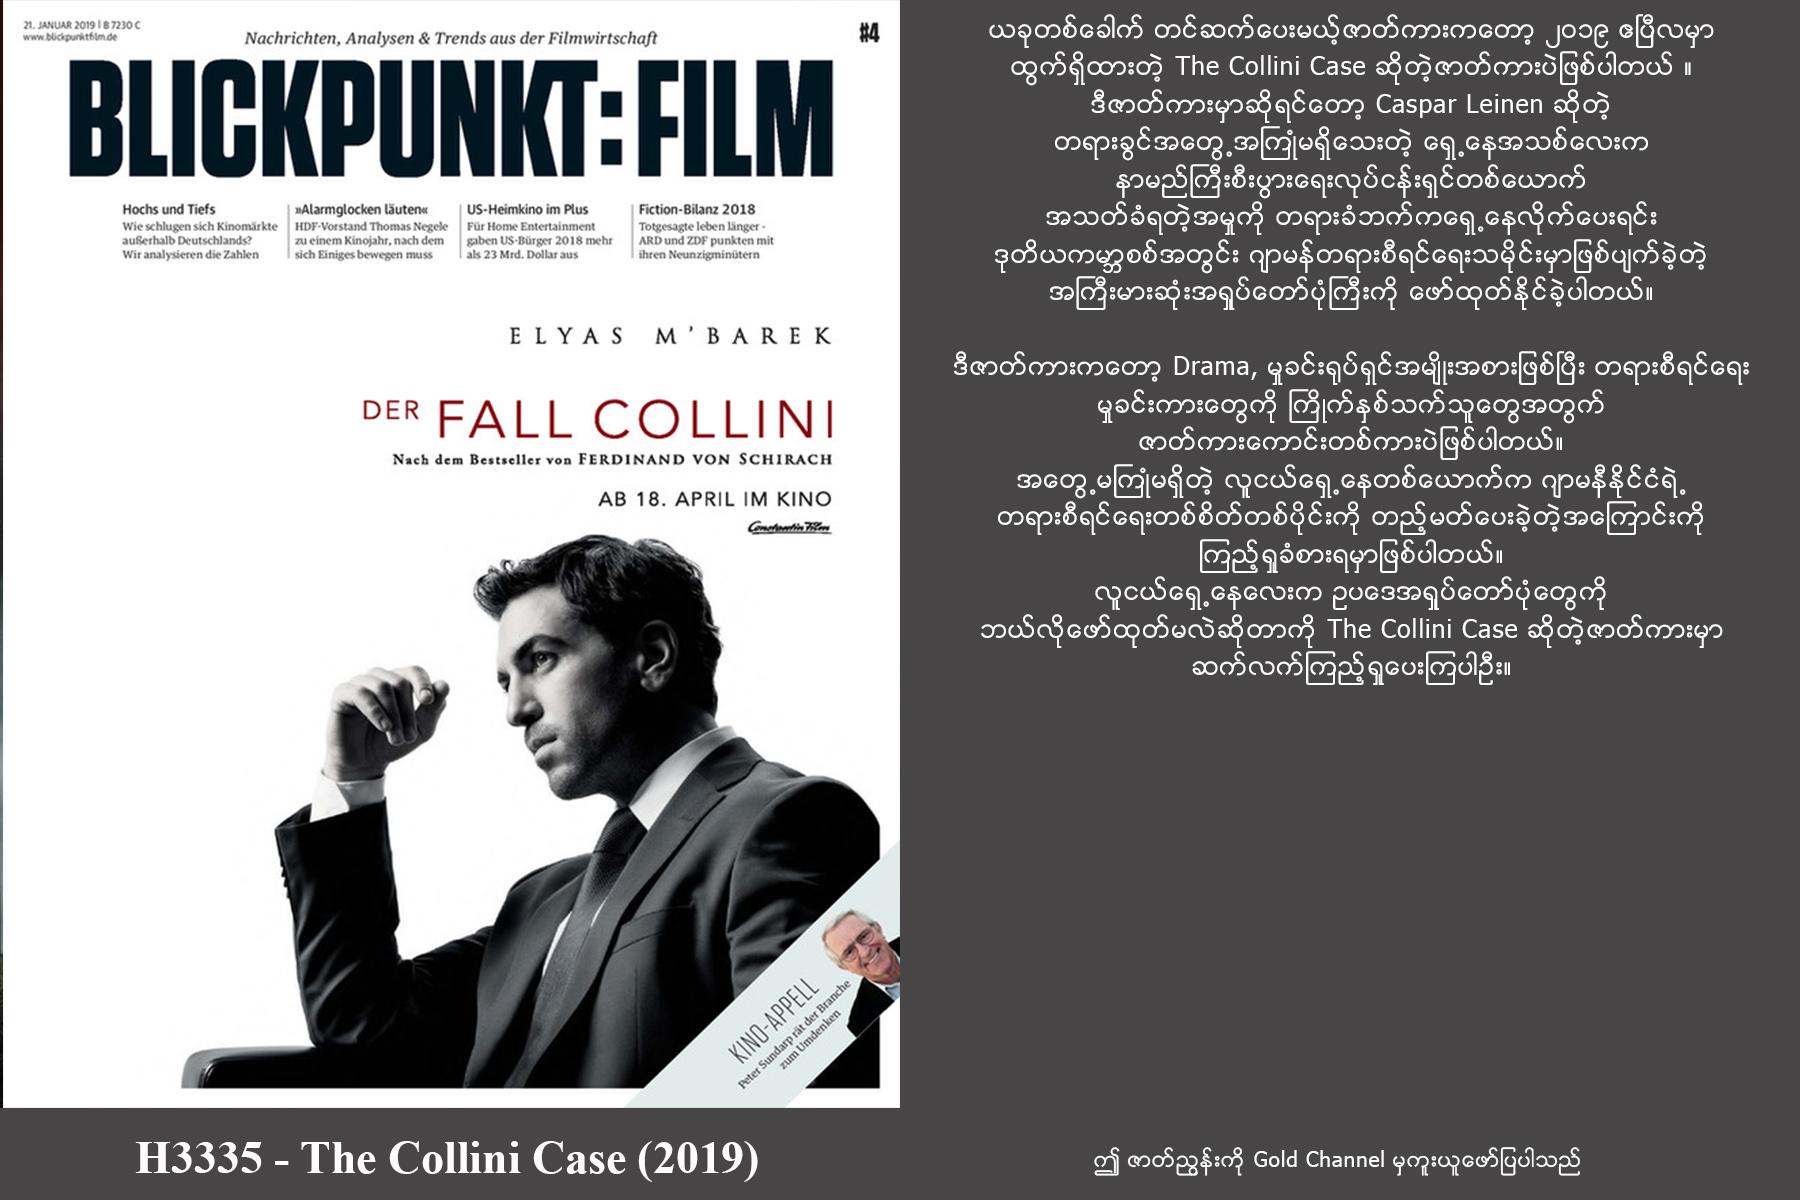 21. JANUAR 2019 | B 7230 C
www.blickpunktfilm.de
Nachrichten, Analysen & Trends aus der Filmwirtschaft
#4
BLICKPUNKT:FILM
Hochs und Tiefs
Wie schlugen sich Kinomärkte
außerhalb Deutschlands?
Wir analysieren die Zahlen
»Alarmglocken läuten«
HDF-Vorstand Thomas Negele
zu einem Kinojahr, nach dem
sich Einiges bewegen muss
US-Heimkino im Plus
Für Home Entertainment
gaben US-Bürger 2018 mehr
als 23 Mrd. Dollar aus
Fiction-Bilanz 2018
Totgesagte leben länger -
ARD und ZDF punkten mit
ihren Neunzigminütern
ELYAS M'BAREK
DER FALL COLLINI
Nach dem Bestseller von FERDINAND VON SCHIRACH
AB 18. APRIL IM KINO
Constantin Film
KINO-APPELL
Peter Sundarp rät der Branche
zum Umdenken
H3335 - The Collini Case (2019)
ယခုတစ်ခေါက် တင်ဆက်ပေးမယ့်ဇာတ်ကားကတော့ ၂၀၁၉ ဧပြီလမှာ
ထွက်ရှိထားတဲ့ The Collini Case ဆိုတဲ့ဇာတ်ကားပဲဖြစ်ပါတယ် ။
ဒီဇာတ်ကားမှာဆိုရင်တော့ Caspar Leinen ဆိုတဲ့
တရားခွင်အတွေ့အကြုံမရှိသေးတဲ့ ရှေ့နေအသစ်လေးက
နာမည်ကြီးစီးပွားရေးလုပ်ငန်းရှင်တစ်ယောက်
အသတ်ခံရတဲ့အမှုကို တရားခံဘက်ကရှေ့နေလိုက်ပေးရင်း
ဒုတိယကမ္ဘာစစ်အတွင်း ဂျာမန်တရားစီရင်ရေးသမိုင်းမှာဖြစ်ပျက်ခဲ့တဲ့
အကြီးမားဆုံးအရှုပ်တော်ပုံကြီးကို ဖော်ထုတ်နိုင်ခဲ့ပါတယ်။
ဒီဇာတ်ကားကတော့ Drama, မှုခင်းရုပ်ရှင်အမျိုးအစားဖြစ်ပြီး တရားစီရင်ရေး
မှုခင်းကားတွေကို ကြိုက်နှစ်သက်သူတွေအတွက်
ဇာတ်ကားကောင်းတစ်ကားပဲဖြစ်ပါတယ်။
အတွေ့မကြုံမရှိတဲ့ လူငယ်ရှေ့နေတစ်ယောက်က ဂျာမနီနိုင်ငံရဲ့
တရားစီရင်ရေးတစ်စိတ်တစ်ပိုင်းကို တည့်မတ်ပေးခဲ့တဲ့အကြောင်းကို
ကြည့်ရှုခံစားရမှာဖြစ်ပါတယ်။
လူငယ်ရှေ့နေလေးက ဥပဒေအရှုပ်တော်ပုံတွေကို
ဘယ်လိုဖော်ထုတ်မလဲဆိုတာကို The Collini Case ဆိုတဲ့ဇာတ်ကားမှာ
ဆက်လက်ကြည့်ရှုပေးကြပါဦး။
ဤ ဇာတ်ညွှန်းကို Gold Channel မှကူးယူဖော်ပြပါသည်